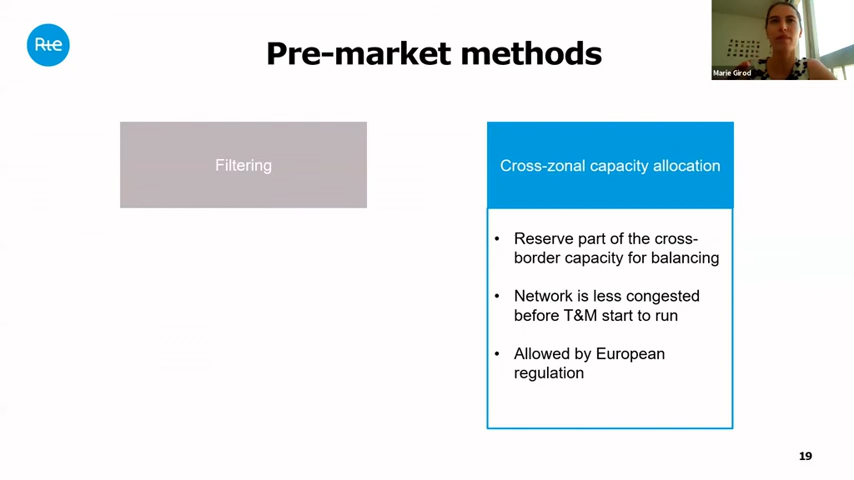 Rte
Pre-market methods
Marie Girod
Filtering
Cross-zonal capacity allocation
• Reserve part of the cross-
border capacity for balancing
• Network is less congested
before T&M start to run
• Allowed by European
regulation
19